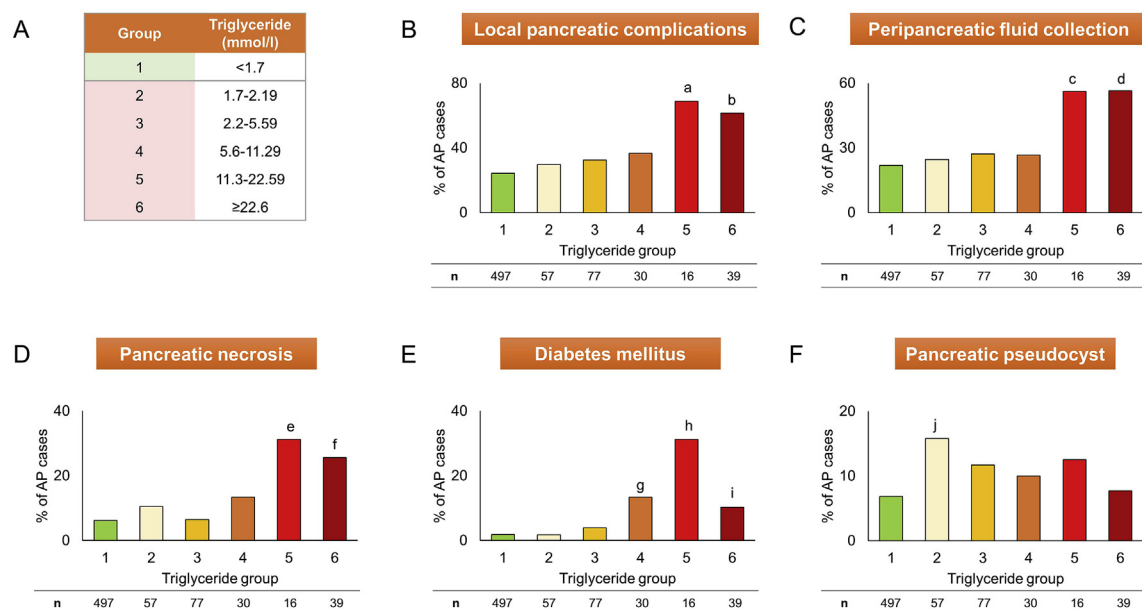 A
Group Triglyceride (mmol/l)
1 <1.7
2 1.7-2.19
3 2.2-5.59
4 5.6-11.29
5 11.3-22.59
6 ≥22.6
B
Local pancreatic complications
% of AP cases
80
40
0
a
b
1 2 3 4 5 6
Triglyceride group
n 497 57 77 30 16 39
C
Peripancreatic fluid collection
% of AP cases
60
30
0
c
d
1 2 3 4 5 6
Triglyceride group
n 497 57 77 30 16 39
D
Pancreatic necrosis
% of AP cases
40
20
0
e
f
1 2 3 4 5 6
Triglyceride group
n 497 57 77 30 16 39
E
Diabetes mellitus
% of AP cases
40
20
0
g
h
i
1 2 3 4 5 6
Triglyceride group
n 497 57 77 30 16 39
F
Pancreatic pseudocyst
% of AP cases
20
10
0
j
1 2 3 4 5 6
Triglyceride group
n 497 57 77 30 16 39